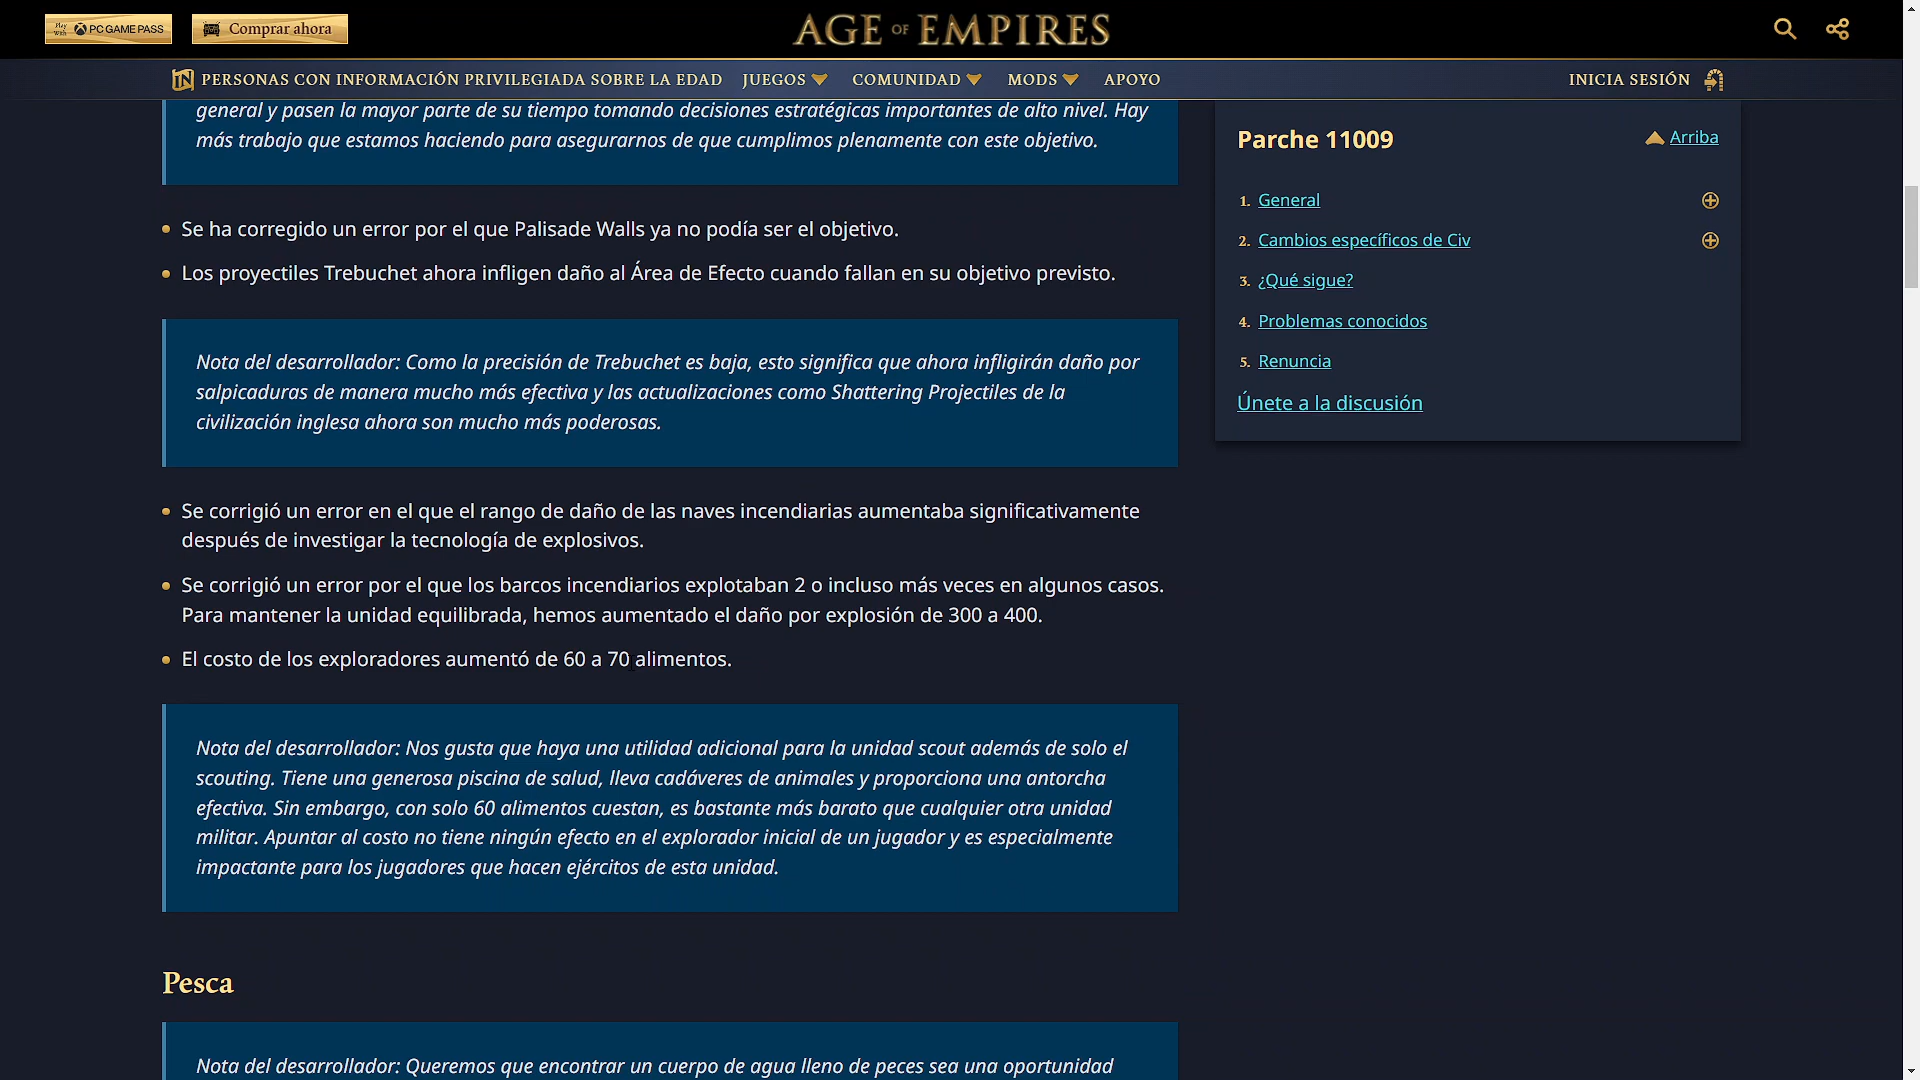 Play With PC GAME PASS
Comprar ahora
AGE OF EMPIRES
PERSONAS CON INFORMACIÓN PRIVILEGIADA SOBRE LA EDAD
JUEGOS
COMUNIDAD
MODS
APOYO
INICIA SESIÓN
general y pasen la mayor parte de su tiempo tomando decisiones estratégicas importantes de alto nivel. Hay
más trabajo que estamos haciendo para asegurarnos de que cumplimos plenamente con este objetivo.
Se ha corregido un error por el que Palisade Walls ya no podía ser el objetivo.
Los proyectiles Trebuchet ahora infligen daño al Área de Efecto cuando fallan en su objetivo previsto.
Nota del desarrollador: Como la precisión de Trebuchet es baja, esto significa que ahora infligirán daño por
salpicaduras de manera mucho más efectiva y las actualizaciones como Shattering Projectiles de la
civilización inglesa ahora son mucho más poderosas.
Se corrigió un error en el que el rango de daño de las naves incendiarias aumentaba significativamente
después de investigar la tecnología de explosivos.
Se corrigió un error por el que los barcos incendiarios explotaban 2 o incluso más veces en algunos casos.
Para mantener la unidad equilibrada, hemos aumentado el daño por explosión de 300 a 400.
El costo de los exploradores aumentó de 60 a 70 alimentos.
Nota del desarrollador: Nos gusta que haya una utilidad adicional para la unidad scout además de solo el
scouting. Tiene una generosa piscina de salud, lleva cadáveres de animales y proporciona una antorcha
efectiva. Sin embargo, con solo 60 alimentos cuestan, es bastante más barato que cualquier otra unidad
militar. Apuntar al costo no tiene ningún efecto en el explorador inicial de un jugador y es especialmente
impactante para los jugadores que hacen ejércitos de esta unidad.
Pesca
Nota del desarrollador: Queremos que encontrar un cuerpo de agua lleno de peces sea una oportunidad
Parche 11009
Arriba
1. General
2. Cambios específicos de Civ
3. ¿Qué sigue?
4. Problemas conocidos
5. Renuncia
Únete a la discusión